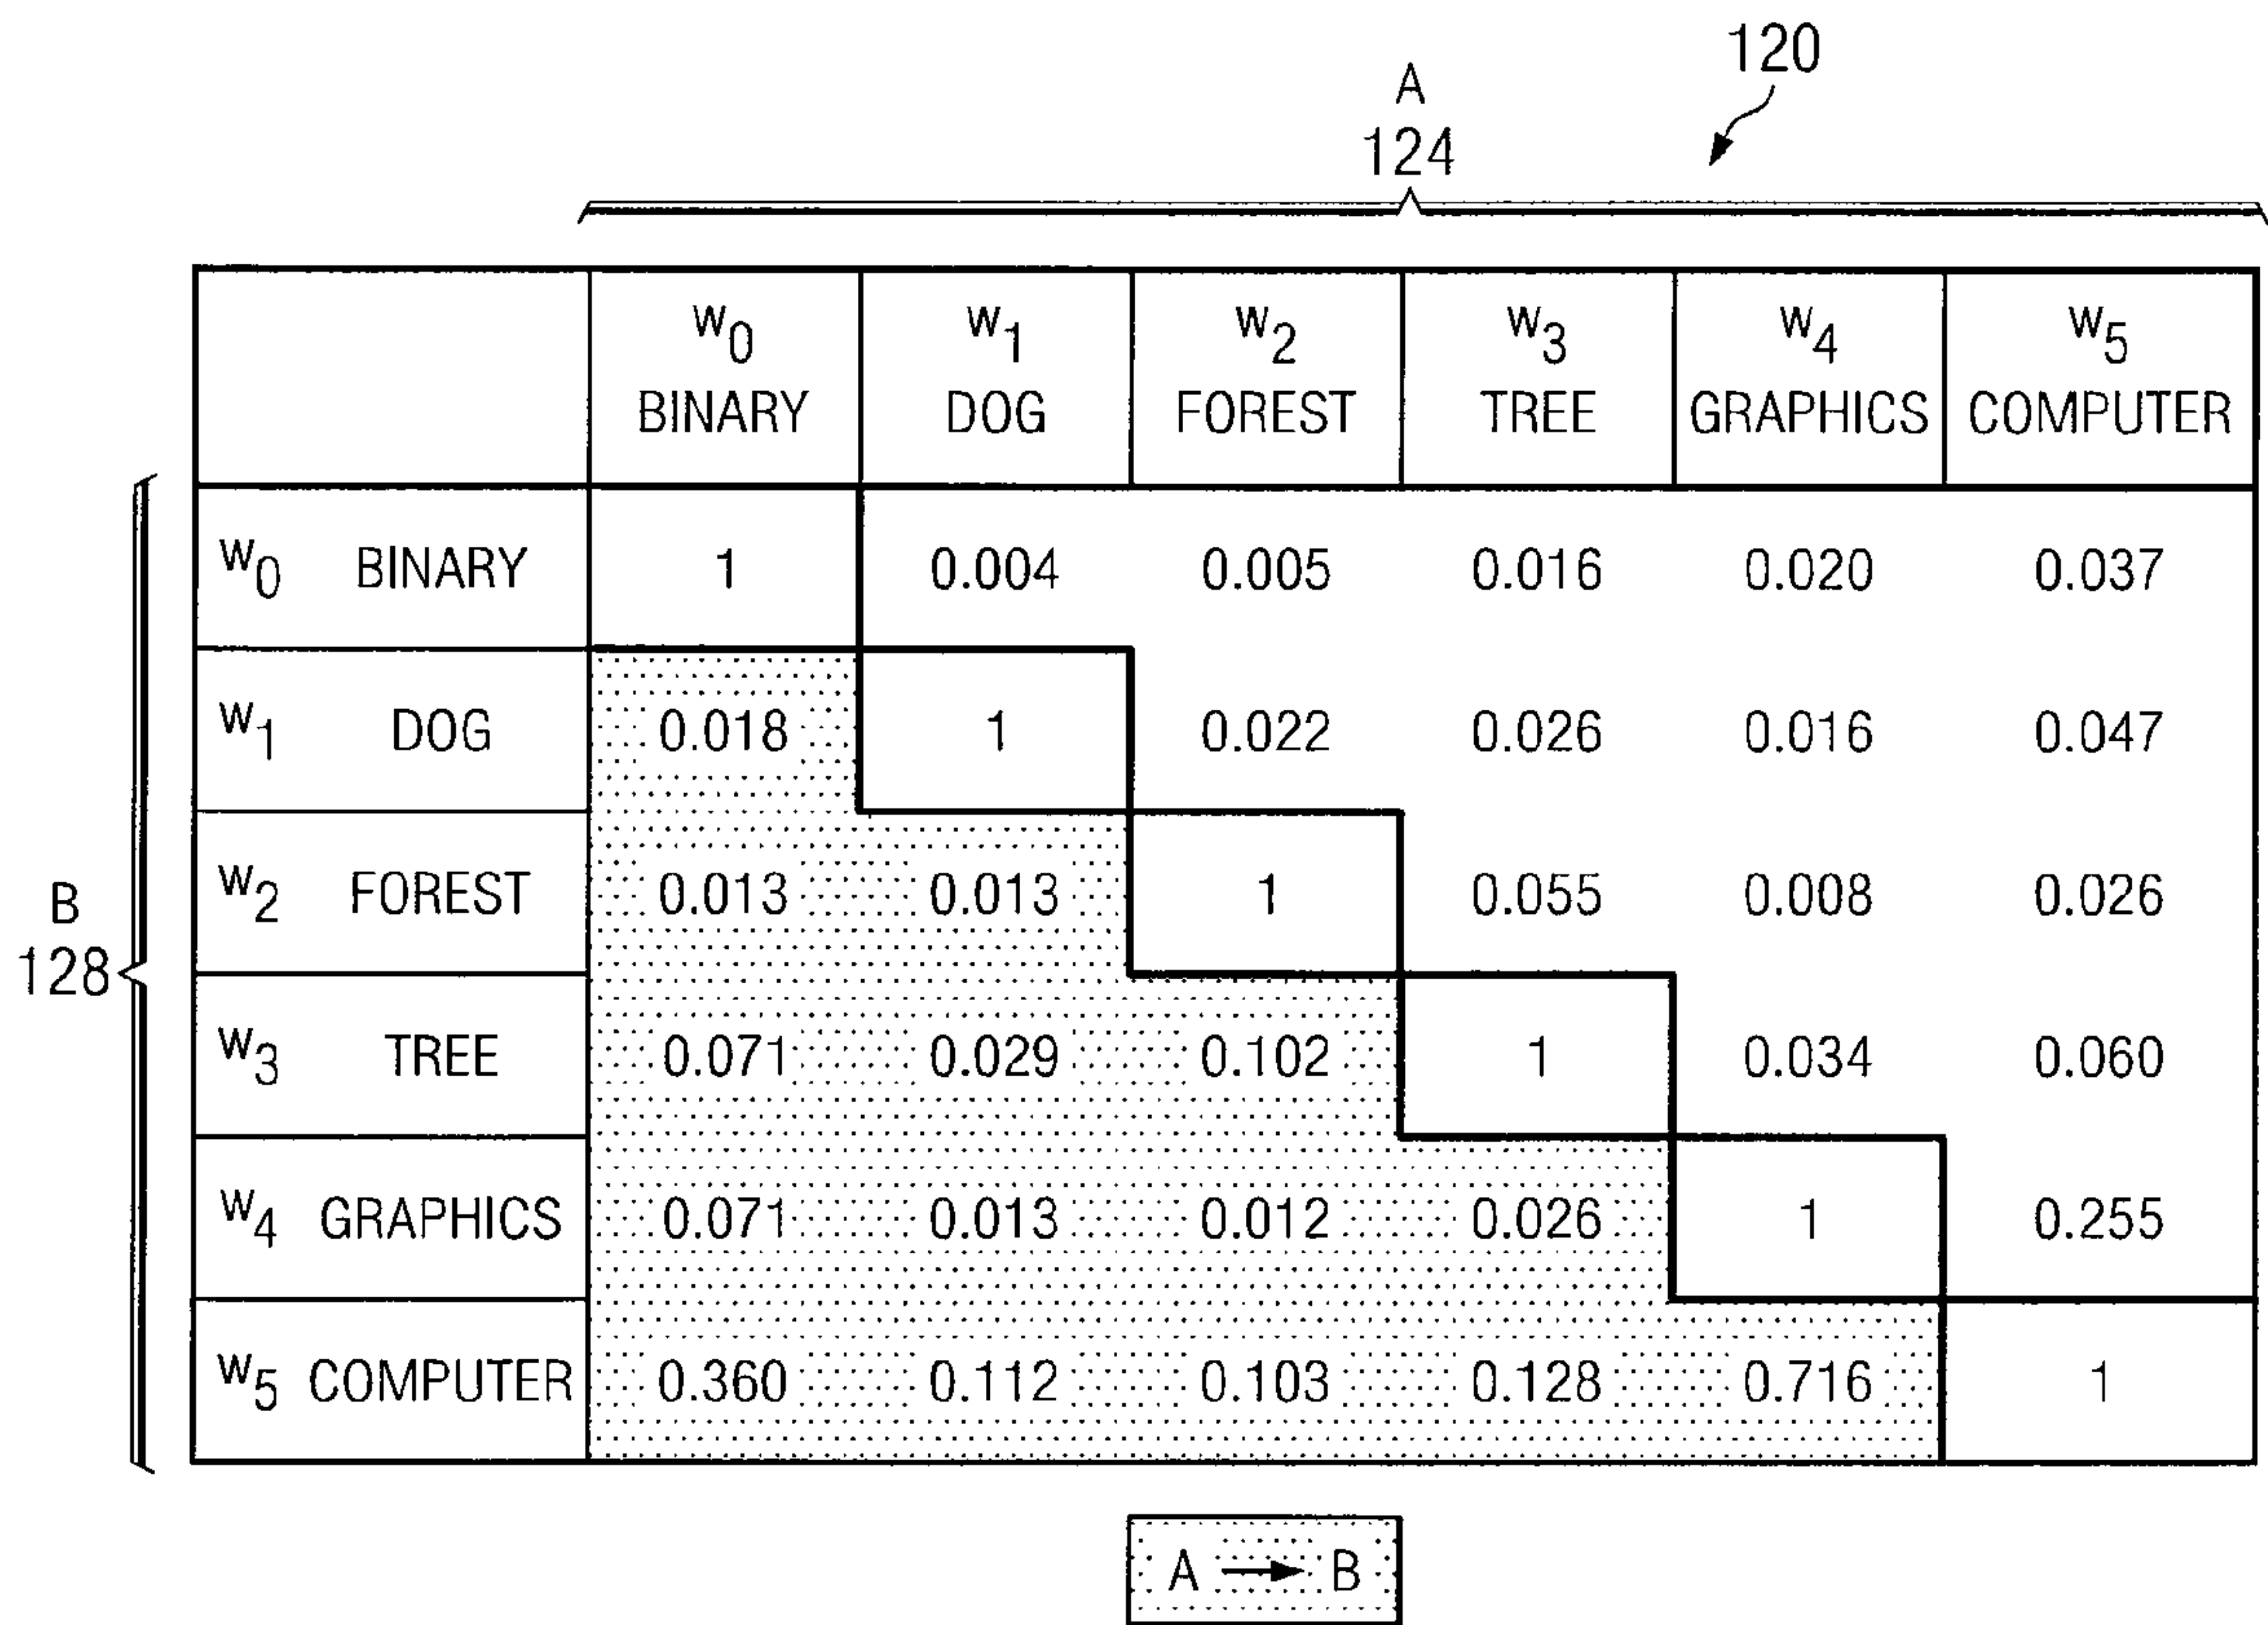 120
A
124
w0 w1 w2 w3 w4 w5
BINARY DOG FOREST TREE GRAPHICS COMPUTER
w0 BINARY 1 0.004 0.005 0.016 0.020 0.037
w1 DOG 0.018 1 0.022 0.026 0.016 0.047
w2 FOREST 0.013 0.013 1 0.055 0.008 0.026
B
128
w3 TREE 0.071 0.029 0.102 1 0.034 0.060
w4 GRAPHICS 0.071 0.013 0.012 0.026 1 0.255
w5 COMPUTER 0.360 0.112 0.103 0.128 0.716 1
A → B